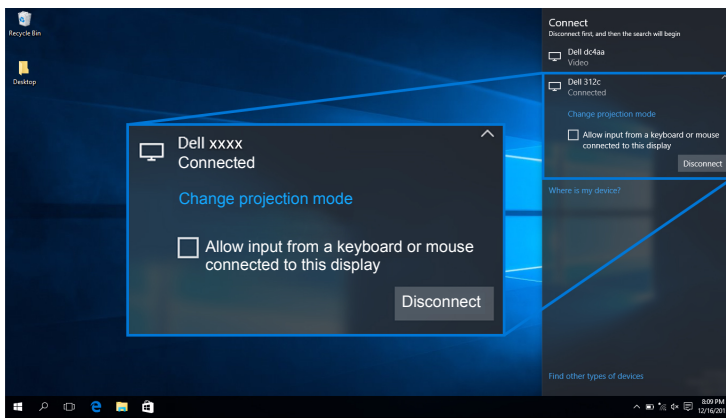 Recycle Bin
Desktop
Dell xxxx
Connected
Change projection mode
Allow input from a keyboard or mouse
connected to this display
Disconnect
Connect
Disconnect first, and then the search will begin
Dell dc4aa
Video
Dell 312c
Connected
Change projection mode
Allow input from a keyboard or mouse
connected to this display
Disconnect
Where is my device?
Find other types of devices
8:09 PM
12/16/201